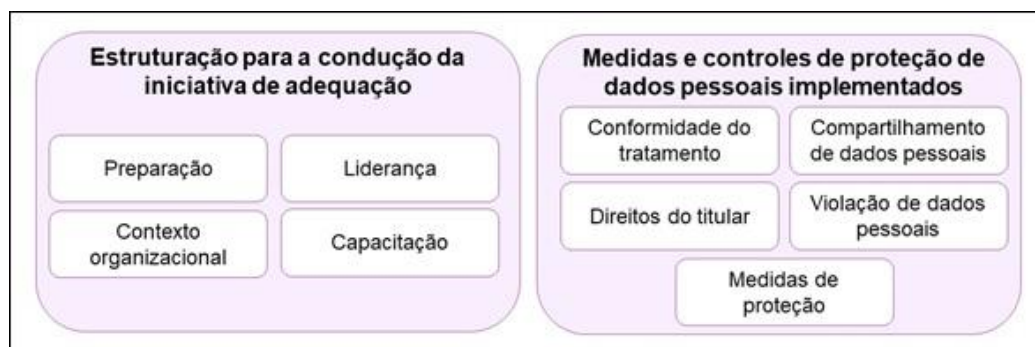 Estruturação para a condução da
iniciativa de adequação
Preparação
Liderança
Contexto
organizacional
Capacitação
Medidas e controles de proteção de
dados pessoais implementados
Conformidade do
tratamento
Compartilhamento
de dados pessoais
Direitos do titular
Violação de dados
pessoais
Medidas de
proteção